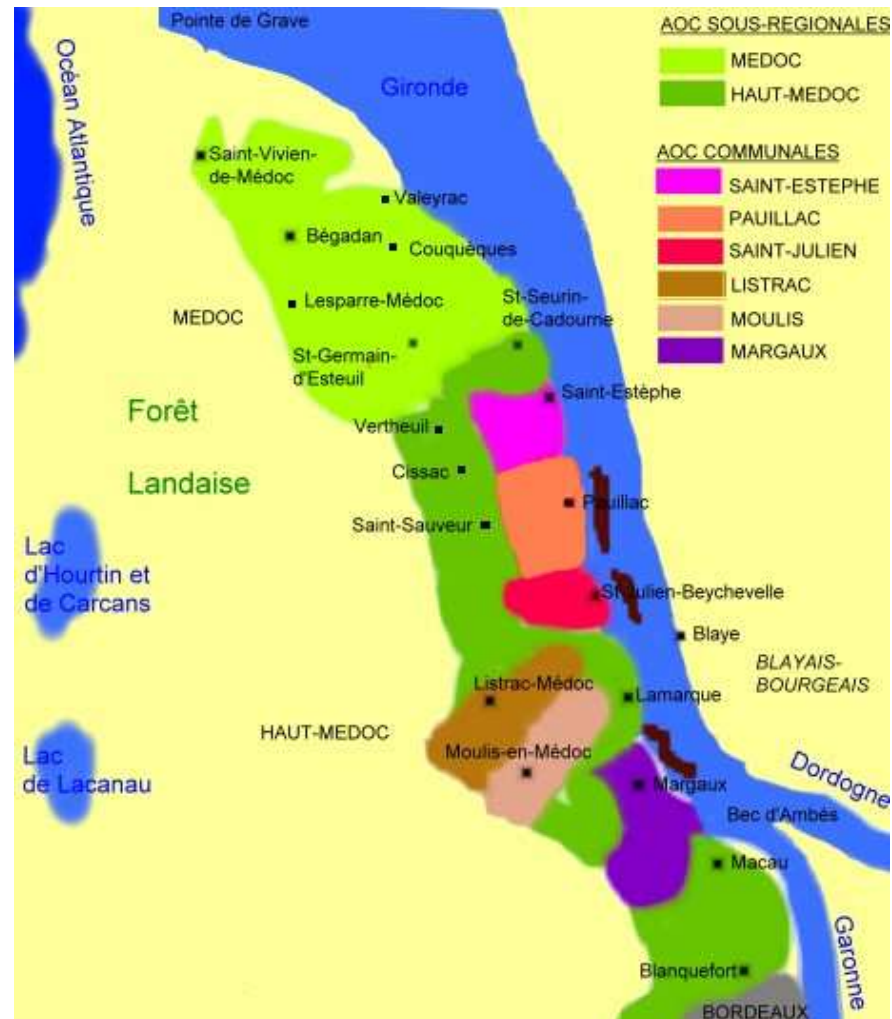 Pointe de Grave
Océan Atlantique
Gironde
AOC SOUS-REGIONALES
MEDOC
HAUT-MEDOC
AOC COMMUNALES
SAINT-ESTEPHE
PAUILLAC
SAINT-JULIEN
LISTRAC
MOULIS
MARGAUX
Saint-Vivien-
de-Médoc
Valeyrac
Bégadan
Couquèques
Lesparre-Médoc
St-Seurin-
de-Cadourne
MEDOC
St-Germain-
d'Esteuil
Saint-Estèphe
Forêt
Landaise
Vertheuil
Cissac
Pauillac
Saint-Sauveur
Lac
d'Hourtin et
de Carcans
St-Julien-Beychevelle
Blaye
BLAYAIS-
BOURGEAIS
Listrac-Médoc
Lamarque
HAUT-MEDOC
Moulis-en-Médoc
Lac
de Lacanau
Margaux
Dordogne
Bec d'Ambés
Macau
Garonne
Blanquefort
BORDEAUX